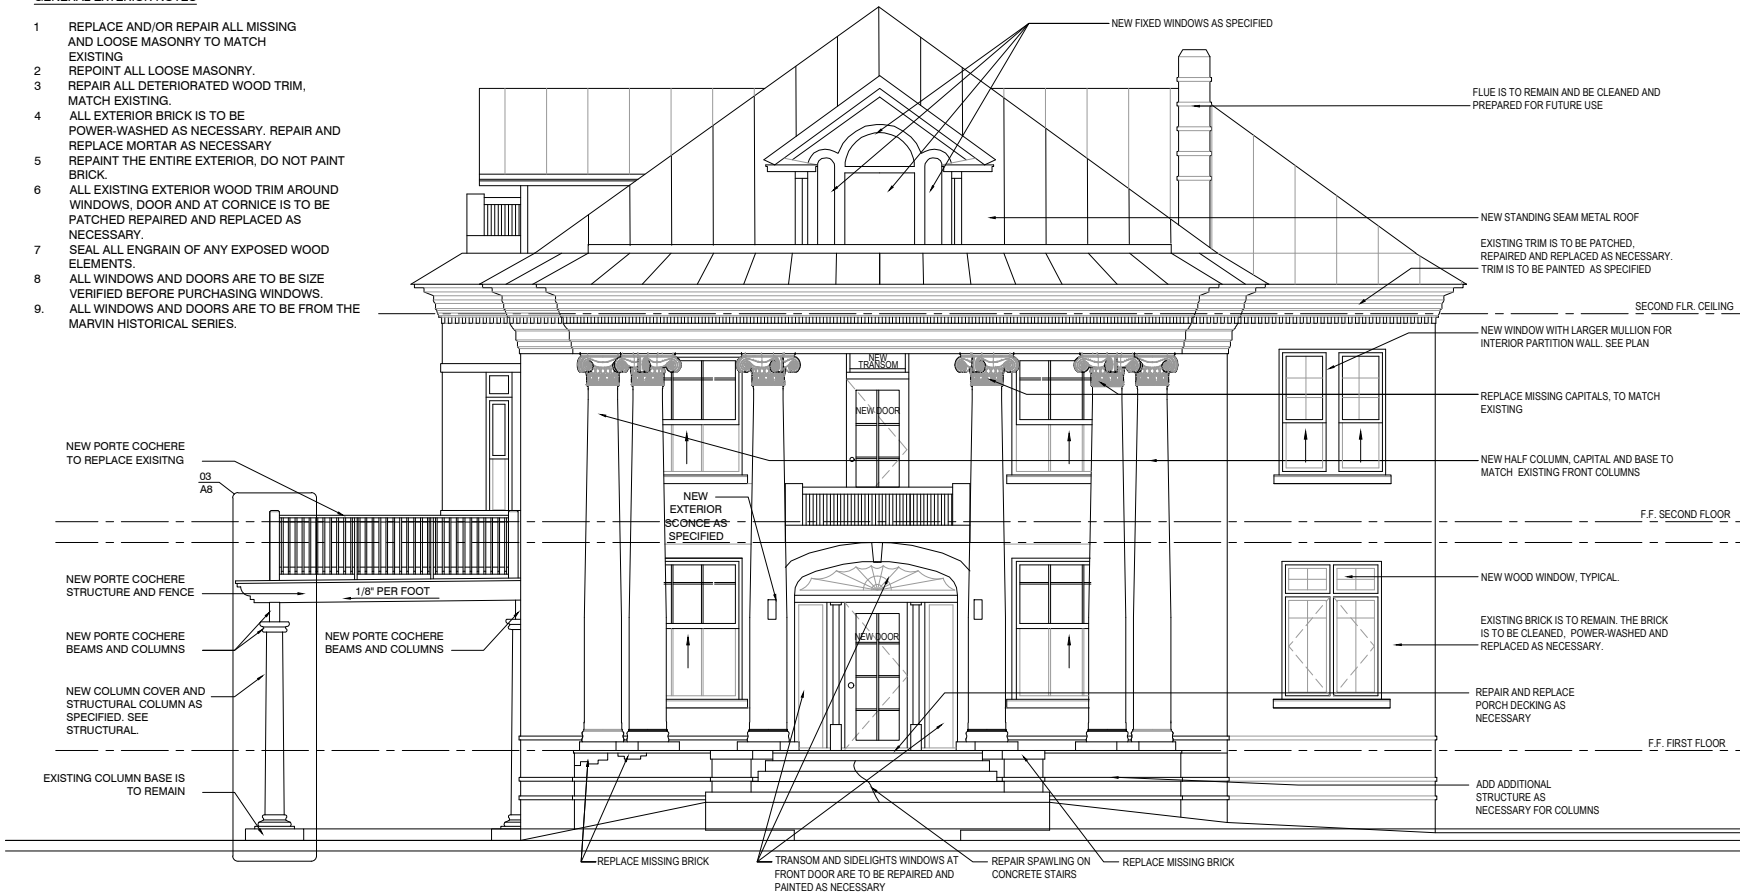 GENERAL EXTERIOR NOTES
1 REPLACE AND/OR REPAIR ALL MISSING
AND LOOSE MASONRY TO MATCH
EXISTING
2 REPOINT ALL LOOSE MASONRY.
3 REPAIR ALL DETERIORATED WOOD TRIM,
MATCH EXISTING.
4 ALL EXTERIOR BRICK IS TO BE
POWER-WASHED AS NECESSARY. REPAIR AND
REPLACE MORTAR AS NECESSARY
5 REPAINT THE ENTIRE EXTERIOR, DO NOT PAINT
BRICK.
6 ALL EXISTING EXTERIOR WOOD TRIM AROUND
WINDOWS, DOOR AND AT CORNICE IS TO BE
PATCHED REPAIRED AND REPLACED AS
NECESSARY.
7 SEAL ALL ENGRAIN OF ANY EXPOSED WOOD
ELEMENTS.
8 ALL WINDOWS AND DOORS ARE TO BE SIZE
VERIFIED BEFORE PURCHASING WINDOWS.
9. ALL WINDOWS AND DOORS ARE TO BE FROM THE
MARVIN HISTORICAL SERIES.
NEW FIXED WINDOWS AS SPECIFIED
FLUE IS TO REMAIN AND BE CLEANED AND
PREPARED FOR FUTURE USE
NEW STANDING SEAM METAL ROOF
EXISTING TRIM IS TO BE PATCHED,
REPAIRED AND REPLACED AS NECESSARY.
TRIM IS TO BE PAINTED AS SPECIFIED
SECOND FLR. CEILING
NEW WINDOW WITH LARGER MULLION FOR
INTERIOR PARTITION WALL. SEE PLAN
NEW
TRANSOM
REPLACE MISSING CAPITALS, TO MATCH
EXISTING
NEW DOOR
NEW PORTE COCHERE
TO REPLACE EXISITNG
NEW HALF COLUMN, CAPITAL AND BASE TO
MATCH EXISTING FRONT COLUMNS
03
A8
NEW
EXTERIOR
SCONCE AS
SPECIFIED
F.F. SECOND FLOOR
NEW PORTE COCHERE
STRUCTURE AND FENCE
1/8" PER FOOT
NEW WOOD WINDOW, TYPICAL.
NEW PORTE COCHERE
BEAMS AND COLUMNS
NEW PORTE COCHERE
BEAMS AND COLUMNS
NEW DOOR
EXISTING BRICK IS TO REMAIN. THE BRICK
IS TO BE CLEANED, POWER-WASHED AND
REPLACED AS NECESSARY.
NEW COLUMN COVER AND
STRUCTURAL COLUMN AS
SPECIFIED. SEE
STRUCTURAL.
REPAIR AND REPLACE
PORCH DECKING AS
NECESSARY
F.F. FIRST FLOOR
EXISTING COLUMN BASE IS
TO REMAIN
ADD ADDITIONAL
STRUCTURE AS
NECESSARY FOR COLUMNS
REPLACE MISSING BRICK
TRANSOM AND SIDELIGHTS WINDOWS AT
FRONT DOOR ARE TO BE REPAIRED AND
PAINTED AS NECESSARY
REPAIR SPAWLING ON
CONCRETE STAIRS
REPLACE MISSING BRICK